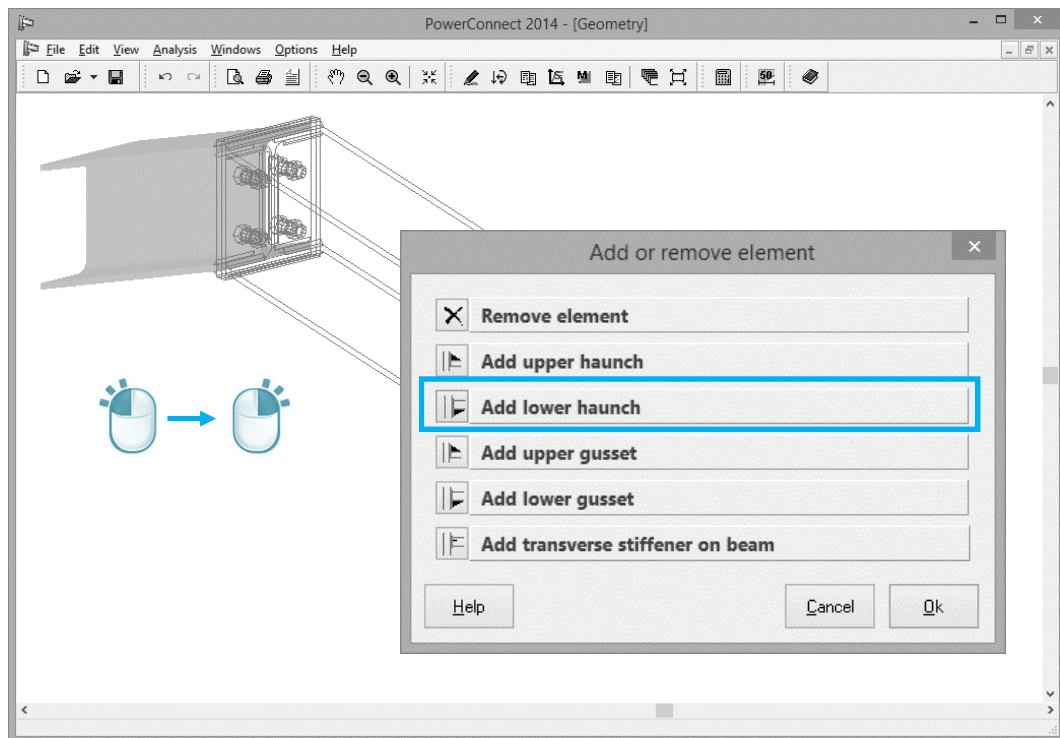 PowerConnect 2014 - [Geometry]
File Edit View Analysis Windows Options Help
50
Add or remove element
Remove element
Add upper haunch
Add lower haunch
Add upper gusset
Add lower gusset
Add transverse stiffener on beam
Help Cancel Ok